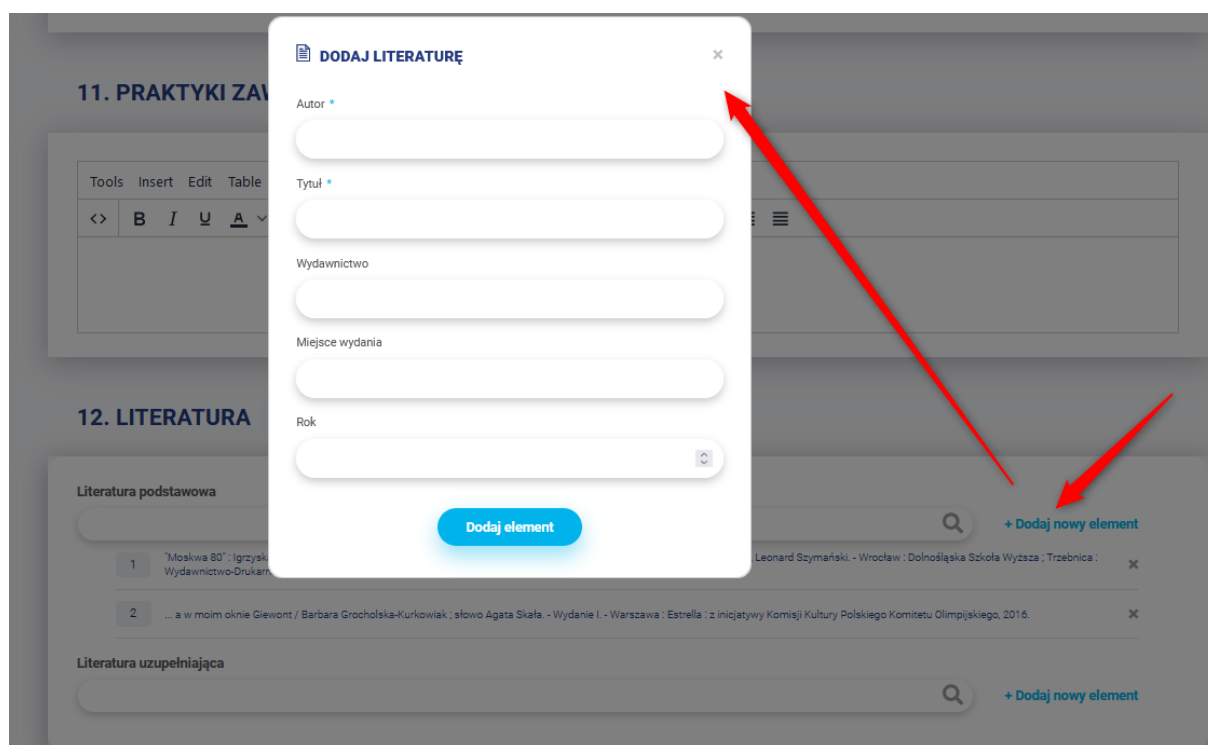 DODAJ LITERATURĘ ×
Autor *
Tytuł *
Wydawnictwo
Miejsce wydania
Rok
Dodaj element
11. PRAKTYKI ZAW
Tools Insert Edit Table
<> B I U A
12. LITERATURA
Literatura podstawowa
+ Dodaj nowy element
1 "Moskwa 80" : Igrzysk
Leonard Szymański. - Wrocław : Dolnośląska Szkoła Wyższa ; Trzebnica :
Wydawnictwo-Drukarn
2 ... a w moim oknie Giewont / Barbara Grocholska-Kurkowiak ; słowo Agata Skała. - Wydanie I. - Warszawa : Estrella : z inicjatywy Komisji Kultury Polskiego Komitetu Olimpijskiego, 2016.
Literatura uzupełniająca
+ Dodaj nowy element